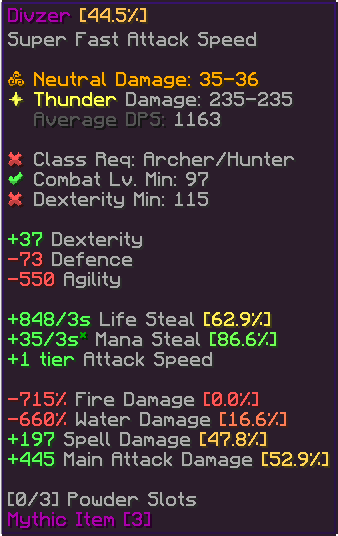 Divzer [44.5%]
Super Fast Attack Speed
Neutral Damage: 35-36
Thunder Damage: 235-235
Average DPS: 1163
✖ Class Req: Archer/Hunter
✔ Combat Lv. Min: 97
✖ Dexterity Min: 115
+37 Dexterity
-73 Defence
-550 Agility
+848/3s Life Steal [62.9%]
+35/3s* Mana Steal [86.6%]
+1 tier Attack Speed
-715% Fire Damage [0.0%]
-660% Water Damage [16.6%]
+197 Spell Damage [47.8%]
+445 Main Attack Damage [52.9%]
[0/3] Powder Slots
Mythic Item [3]